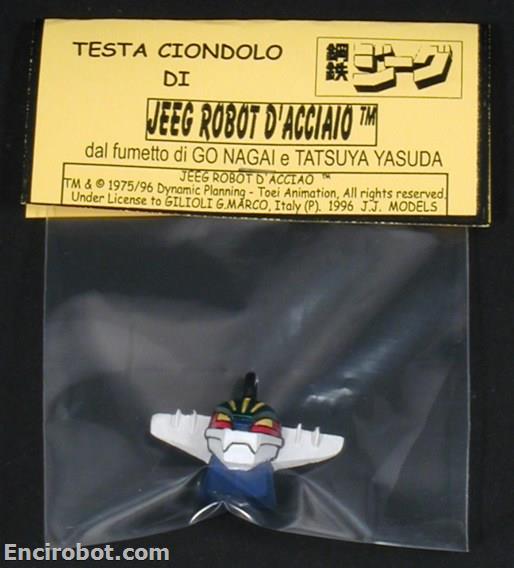 TESTA CIONDOLO
DI
鋼鉄
ジーグ
JEEG ROBOT D'ACCIAIO ™
dal fumetto di GO NAGAI e TATSUYA YASUDA
JEEG ROBOT D'ACCIAO ™
TM & © 1975/96 Dynamic Planning - Toei Animation, All rights reserved.
Under License to GILIOLI G.MARCO, Italy (P). 1996 J.J. MODELS
Encirobot.com